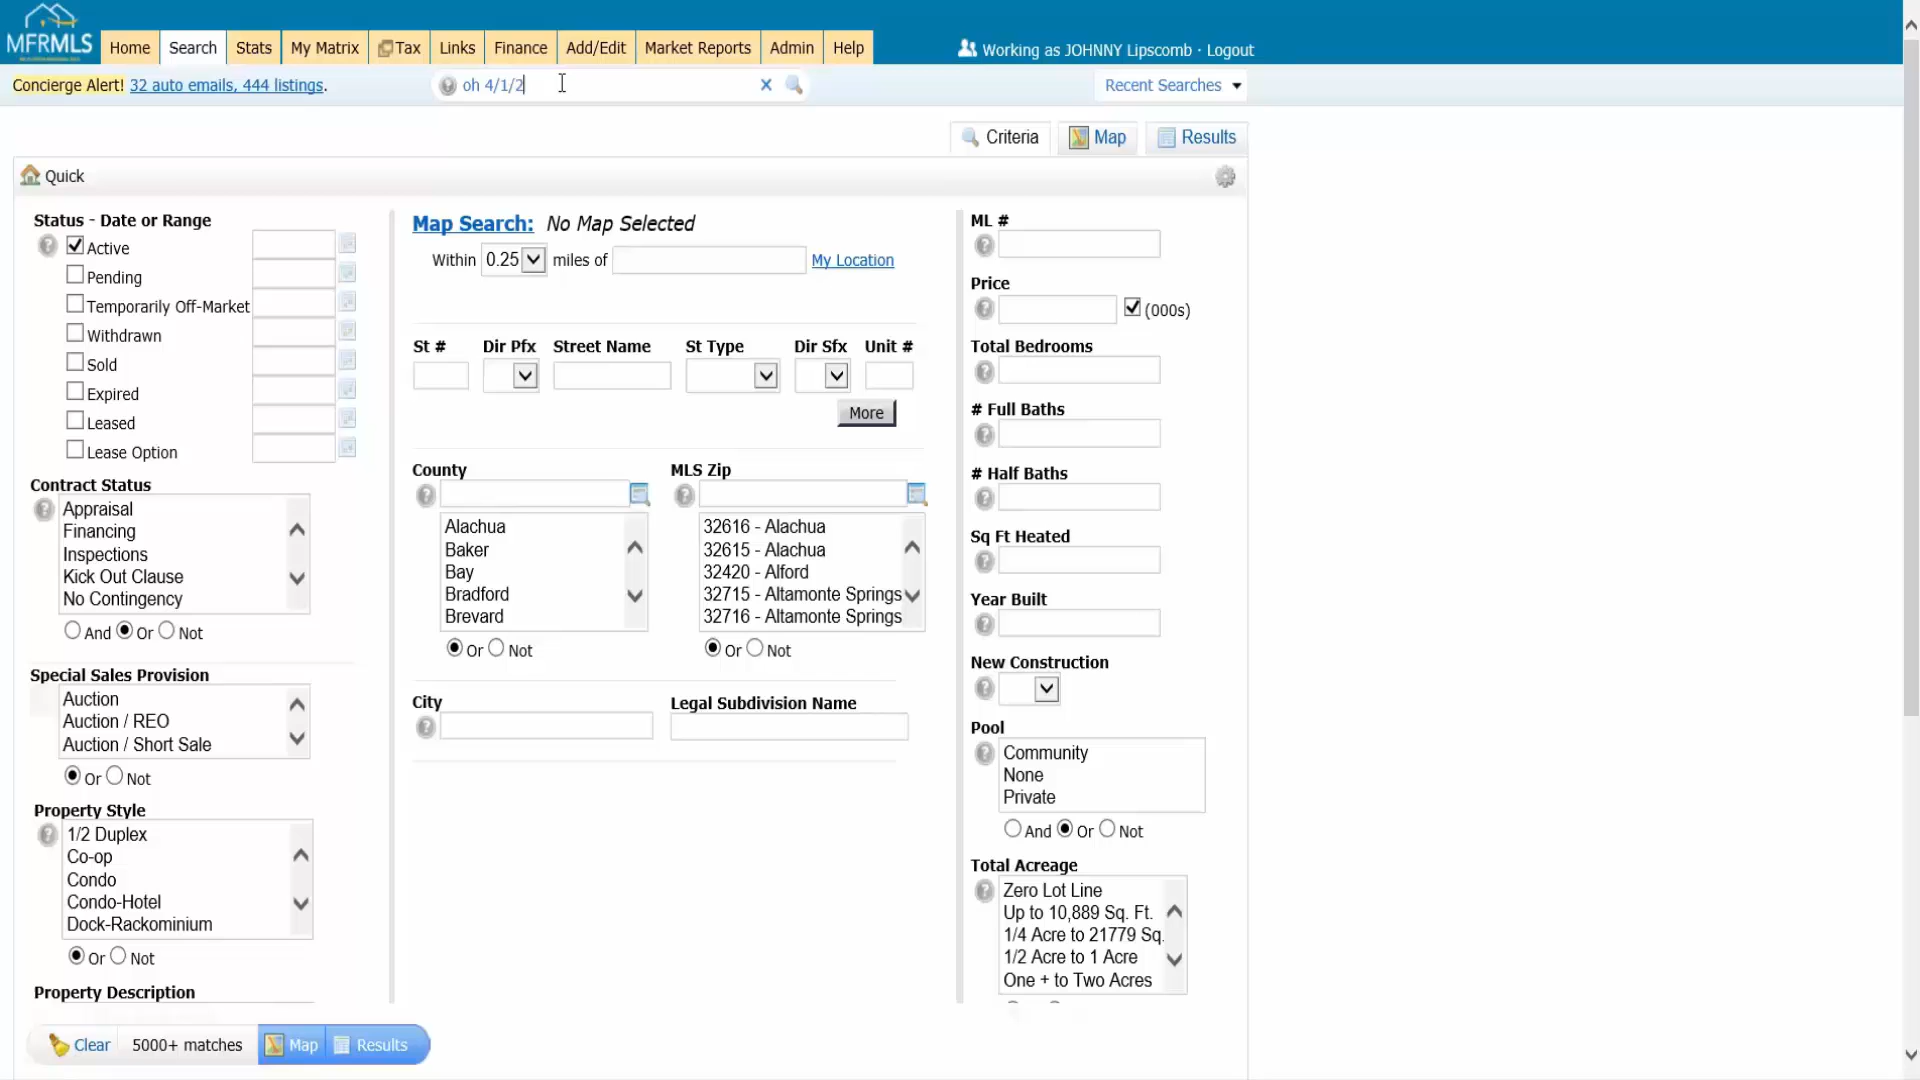 MFRMLS
Home Search Stats My Matrix Tax Links Finance Add/Edit Market Reports Admin Help
Working as JOHNNY Lipscomb · Logout
Concierge Alert! 32 auto emails, 444 listings.
oh 4/1/2
Recent Searches
Criteria Map Results
Quick
Status - Date or Range
Active
Pending
Temporarily Off-Market
Withdrawn
Sold
Expired
Leased
Lease Option
Contract Status
Appraisal
Financing
Inspections
Kick Out Clause
No Contingency
And Or Not
Special Sales Provision
Auction
Auction / REO
Auction / Short Sale
Or Not
Property Style
1/2 Duplex
Co-op
Condo
Condo-Hotel
Dock-Rackominium
Or Not
Property Description
Map Search: No Map Selected
Within 0.25 miles of My Location
St # Dir Pfx Street Name St Type Dir Sfx Unit #
More
County
Alachua
Baker
Bay
Bradford
Brevard
Or Not
MLS Zip
32616 - Alachua
32615 - Alachua
32420 - Alford
32715 - Altamonte Springs
32716 - Altamonte Springs
Or Not
City
Legal Subdivision Name
ML #
Price
(000s)
Total Bedrooms
# Full Baths
# Half Baths
Sq Ft Heated
Year Built
New Construction
Pool
Community
None
Private
And Or Not
Total Acreage
Zero Lot Line
Up to 10,889 Sq. Ft.
1/4 Acre to 21779 Sq.
1/2 Acre to 1 Acre
One + to Two Acres
Clear 5000+ matches Map Results